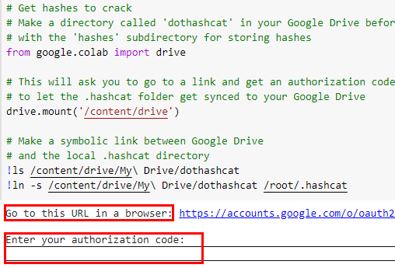 # Get hashes to crack
# Make a directory called 'dothashcat' in your Google Drive befor
# with the 'hashes' subdirectory for storing hashes
from google.colab import drive
# This will ask you to go to a link and get an authorization code
# to let the .hashcat folder get synced to your Google Drive
drive.mount('/content/drive')
# Make a symbolic link between Google Drive
# and the local .hashcat directory
!ls /content/drive/My\ Drive/dothashcat
!ln -s /content/drive/My\ Drive/dothashcat /root/.hashcat
Go to this URL in a browser: https://accounts.google.com/o/oauth2
Enter your authorization code: